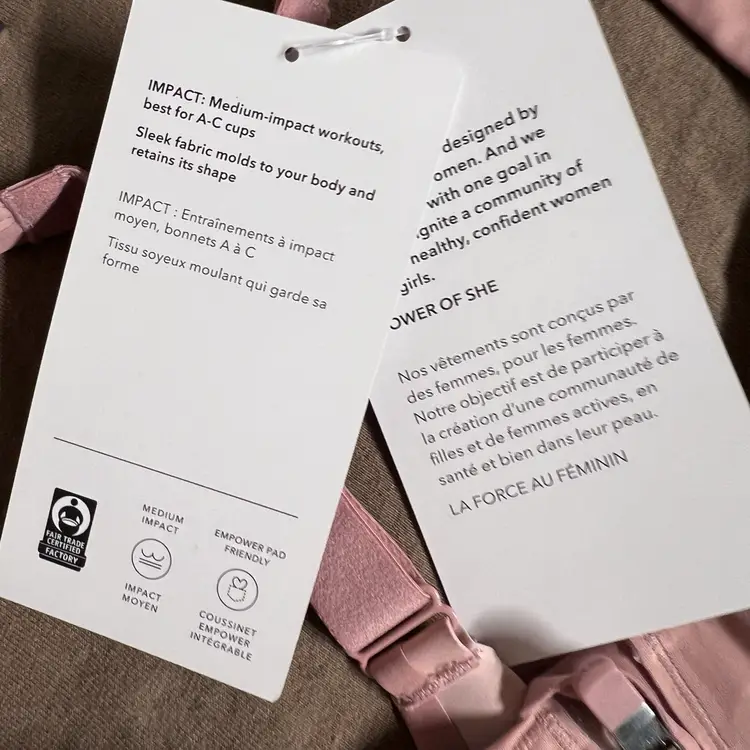 IMPACT: Medium-impact workouts,
best for A-C cups
Sleek fabric molds to your body and
retains its shape
IMPACT : Entraînements à impact
moyen, bonnets A à C
Tissu soyeux moulant qui garde sa
forme
FAIR TRADE
CERTIFIED
FACTORY
MEDIUM
IMPACT
IMPACT
MOYEN
EMPOWER PAD
FRIENDLY
COUSSINET
EMPOWER
INTÉGRABLE
designed by
omen. And we
with one goal in
gnite a community of
healthy, confident women
girls.
OWER OF SHE
Nos vêtements sont conçus par
des femmes, pour les femmes.
Notre objectif est de participer à
la création d'une communauté de
filles et de femmes actives, en
santé et bien dans leur peau.
LA FORCE AU FÉMININ